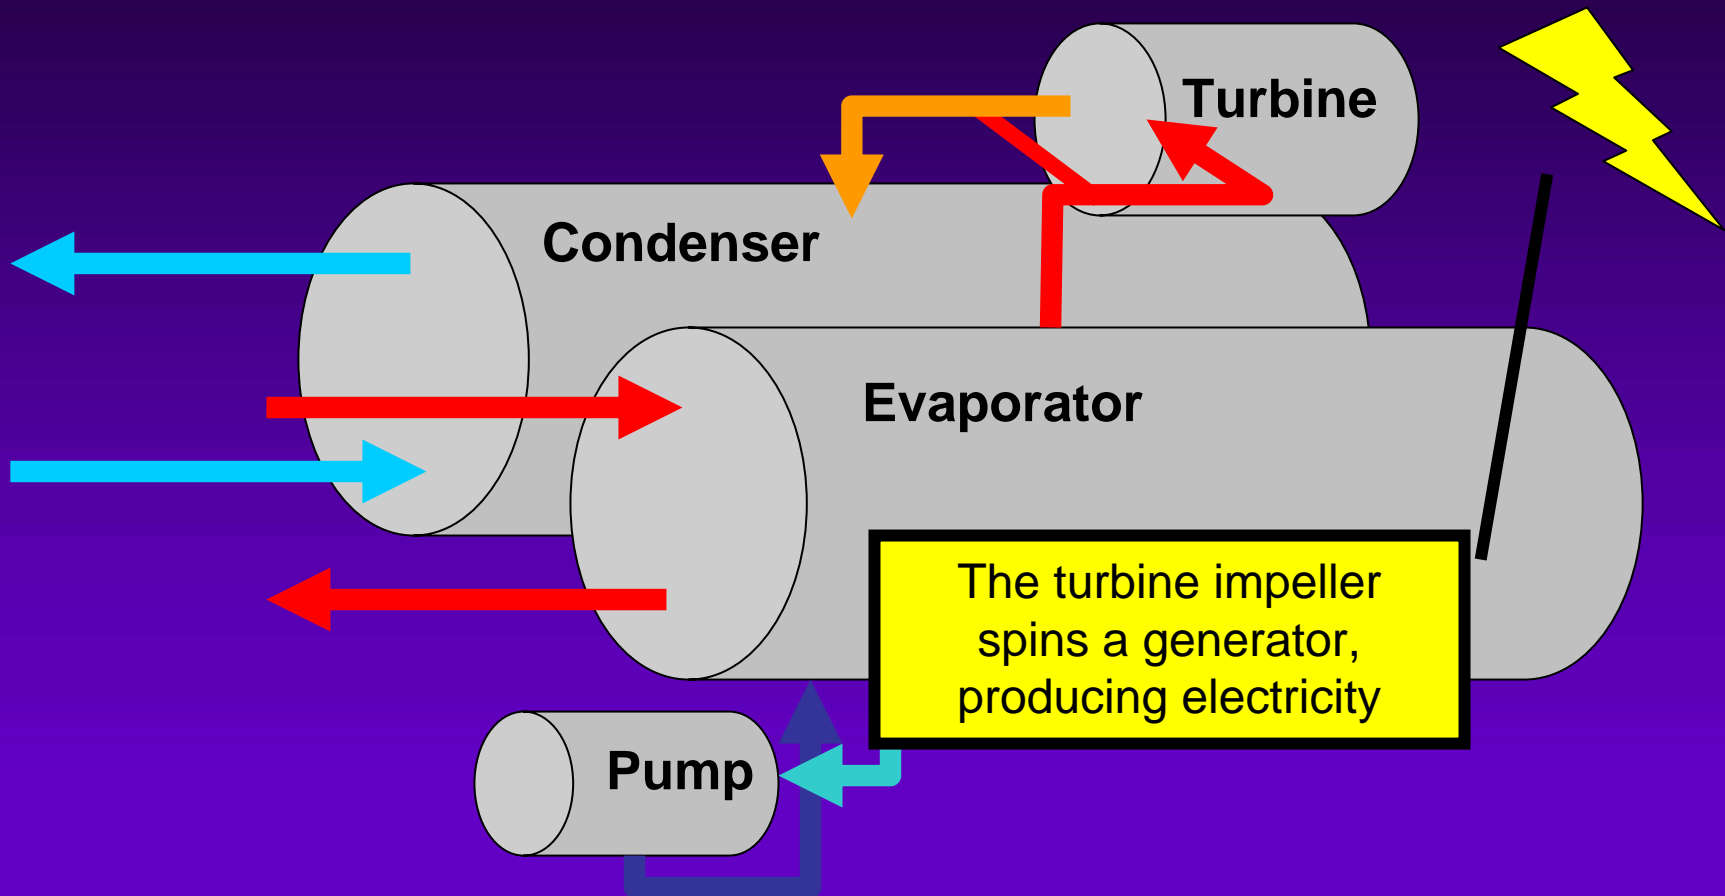 Turbine
Condenser
Evaporator
The turbine impeller
spins a generator,
producing electricity
Pump